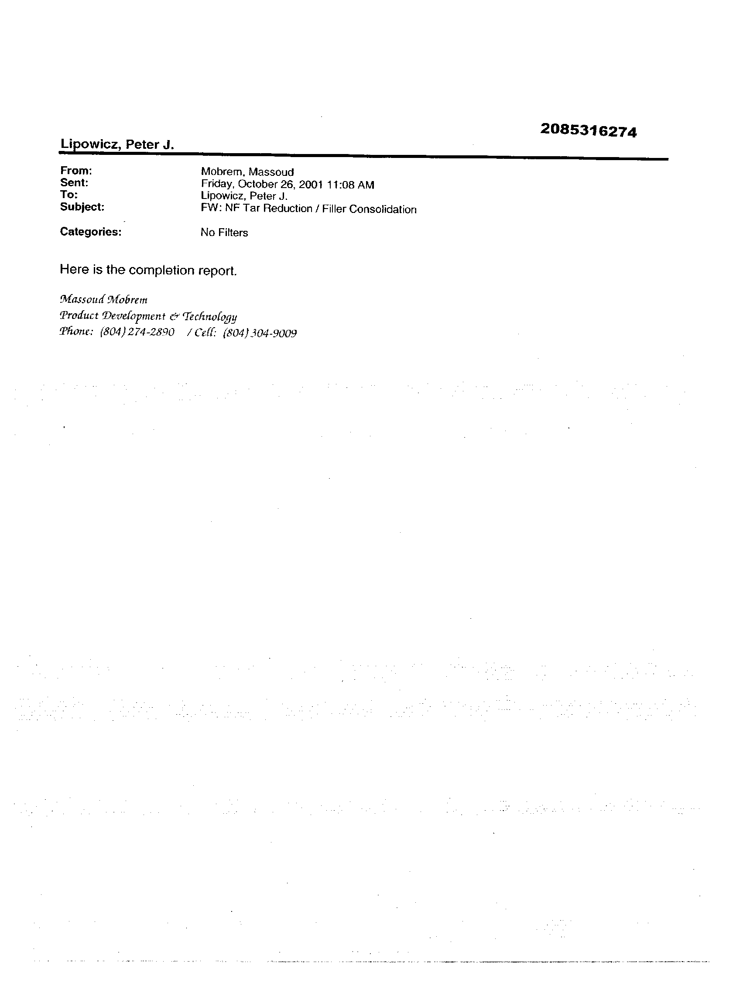 2085316274
Lipowicz, Peter J.
From: Mobrem, Massoud
Sent: Friday, October 26, 2001 11:08 AM
To: Lipowicz, Peter J.
Subject: FW: NF Tar Reduction / Filler Consolidation
Categories: No Filters
Here is the completion report.
Massoud Mobrem
Product Development & Technology
Phone: (804) 274-2890 / Cell: (804) 304-9009